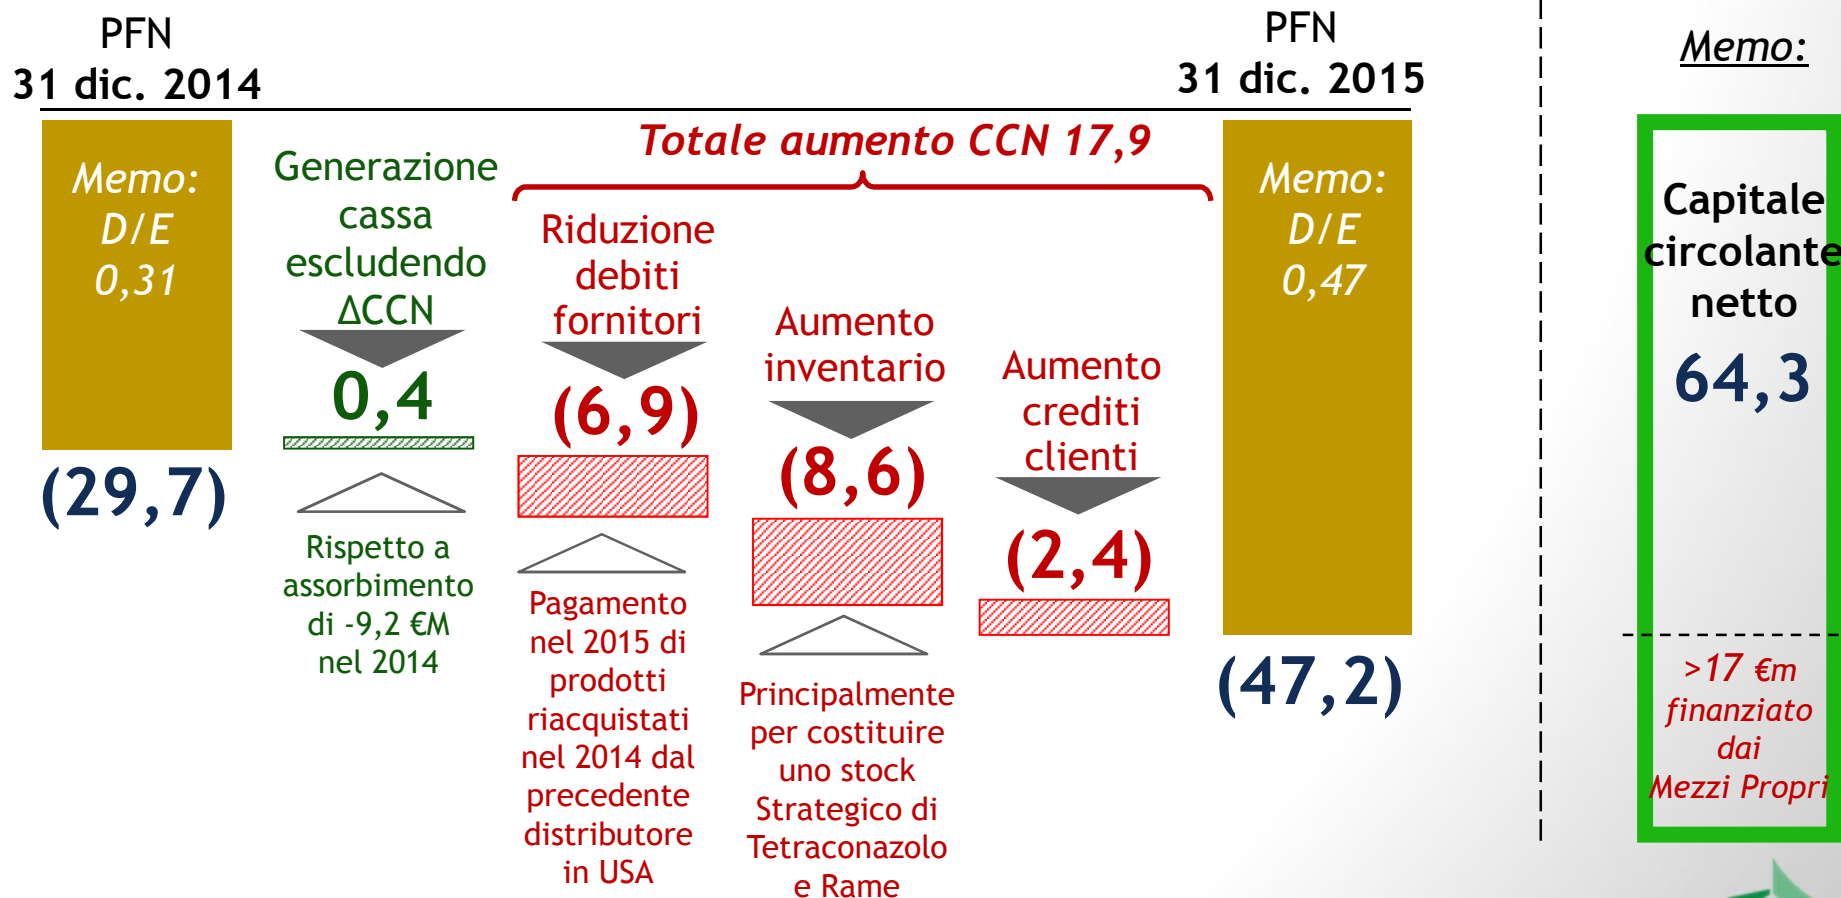 PFN
31 dic. 2014
PFN
31 dic. 2015
Memo:
D/E
0,31
Generazione
cassa
escludendo
ΔCCN
0,4
Rispetto a
assorbimento
di -9,2 €M
nel 2014
(29,7)
Totale aumento CCN 17,9
Riduzione
debiti
fornitori
(6,9)
Pagamento
nel 2015 di
prodotti
riacquistati
nel 2014 dal
precedente
distributore
in USA
Aumento
inventario
(8,6)
Principalmente
per costituire
uno stock
Strategico di
Tetraconazolo
e Rame
Aumento
crediti
clienti
(2,4)
Memo:
D/E
0,47
(47,2)
Memo:
Capitale
circolante
netto
64,3
>17 €m
finanziato
dai
Mezzi Propri